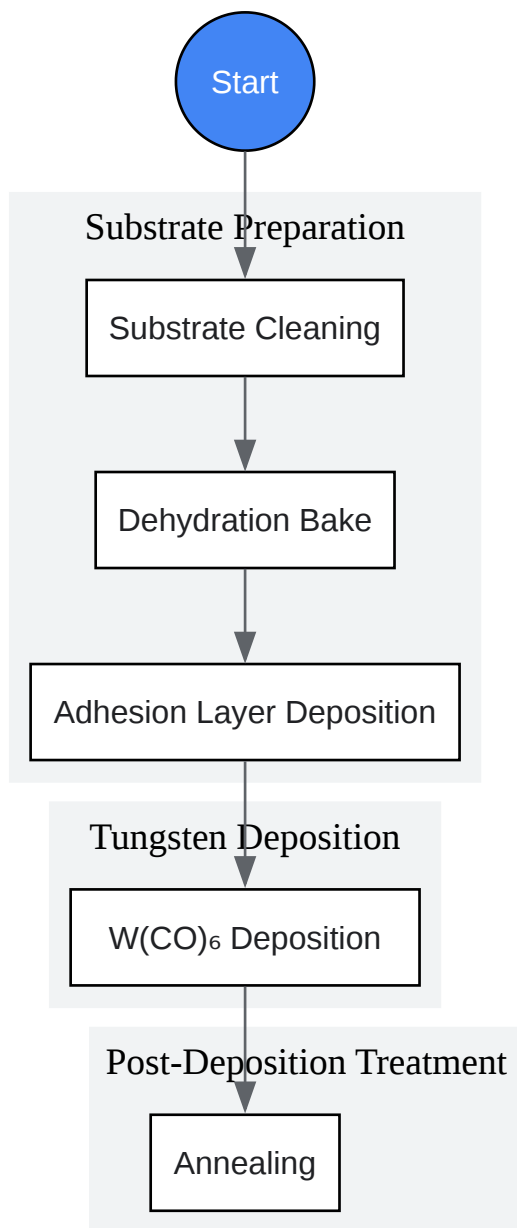 Start
Substrate Preparation
Substrate Cleaning
Dehydration Bake
Adhesion Layer Deposition
Tungsten Deposition
W(CO)₆ Deposition
Post-Deposition Treatment
Annealing